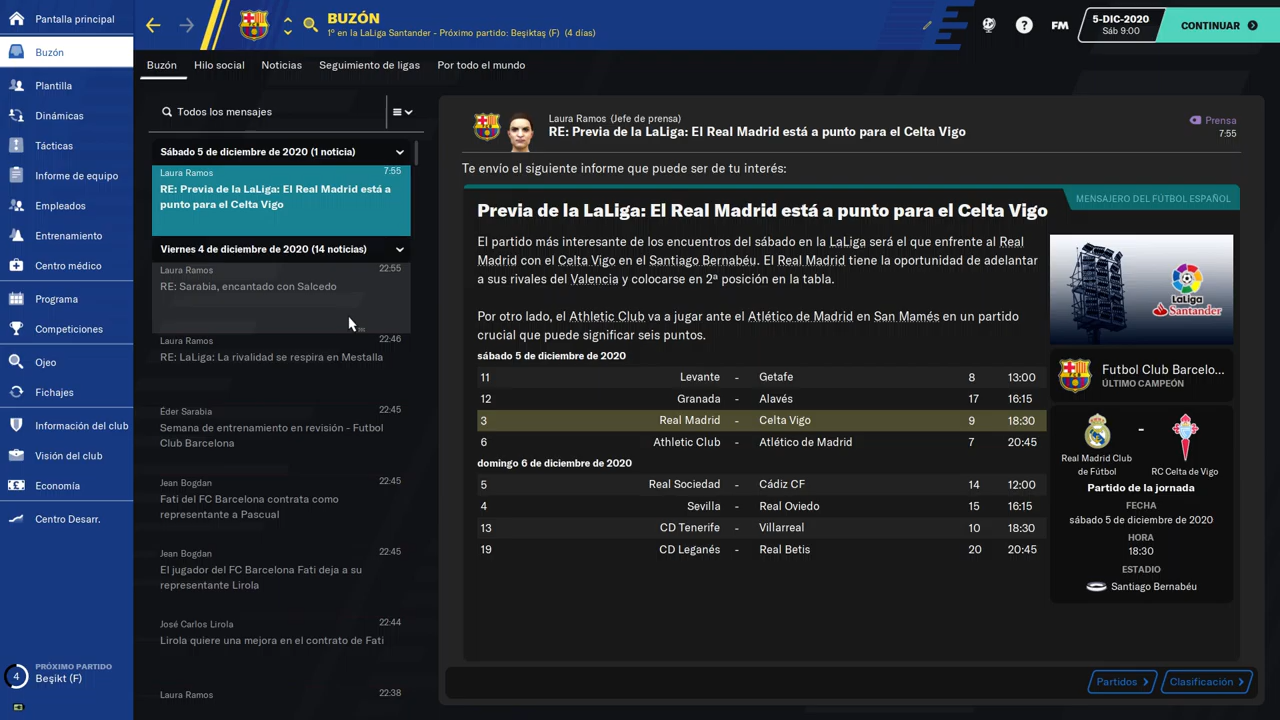 Pantalla principal
Buzón
Plantilla
Dinámicas
Tácticas
Informe de equipo
Empleados
Entrenamiento
Centro médico
Programa
Competiciones
Ojeo
Fichajes
Información del club
Visión del club
Economía
Centro Desarr.
4
PRÓXIMO PARTIDO
Beşikt (F)
BUZÓN
1º en la LaLiga Santander - Próximo partido: Beşiktaş (F) (4 días)
FM
5-DIC-2020
Sáb 9:00
CONTINUAR
Buzón Hilo social Noticias Seguimiento de ligas Por todo el mundo
Todos los mensajes
Sábado 5 de diciembre de 2020 (1 noticia)
Laura Ramos 7:55
RE: Previa de la LaLiga: El Real Madrid está a
punto para el Celta Vigo
Viernes 4 de diciembre de 2020 (14 noticias)
Laura Ramos 22:55
RE: Sarabia, encantado con Salcedo
Laura Ramos 22:46
RE: LaLiga: La rivalidad se respira en Mestalla
Éder Sarabia 22:45
Semana de entrenamiento en revisión - Futbol
Club Barcelona
Jean Bogdan 22:45
Fati del FC Barcelona contrata como
representante a Pascual
Jean Bogdan 22:45
El jugador del FC Barcelona Fati deja a su
representante Lirola
José Carlos Lirola 22:44
Lirola quiere una mejora en el contrato de Fati
Laura Ramos 22:38
Laura Ramos (Jefe de prensa)
RE: Previa de la LaLiga: El Real Madrid está a punto para el Celta Vigo
Prensa
7:55
Te envío el siguiente informe que puede ser de tu interés:
MENSAJERO DEL FÚTBOL ESPAÑOL
Previa de la LaLiga: El Real Madrid está a punto para el Celta Vigo
El partido más interesante de los encuentros del sábado en la LaLiga será el que enfrente al Real
Madrid con el Celta Vigo en el Santiago Bernabéu. El Real Madrid tiene la oportunidad de adelantar
a sus rivales del Valencia y colocarse en 2ª posición en la tabla.
Por otro lado, el Athletic Club va a jugar ante el Atlético de Madrid en San Mamés en un partido
crucial que puede significar seis puntos.
sábado 5 de diciembre de 2020
11 Levante - Getafe 8 13:00
12 Granada - Alavés 17 16:15
3 Real Madrid - Celta Vigo 9 18:30
6 Athletic Club - Atlético de Madrid 7 20:45
domingo 6 de diciembre de 2020
5 Real Sociedad - Cádiz CF 14 12:00
4 Sevilla - Real Oviedo 15 16:15
13 CD Tenerife - Villarreal 10 18:30
19 CD Leganés - Real Betis 20 20:45
LaLiga
Santander
Futbol Club Barcelo...
ÚLTIMO CAMPEÓN
-
Real Madrid Club
de Fútbol
RC Celta de Vigo
Partido de la jornada
FECHA
sábado 5 de diciembre de 2020
HORA
18:30
ESTADIO
Santiago Bernabéu
Partidos
Clasificación